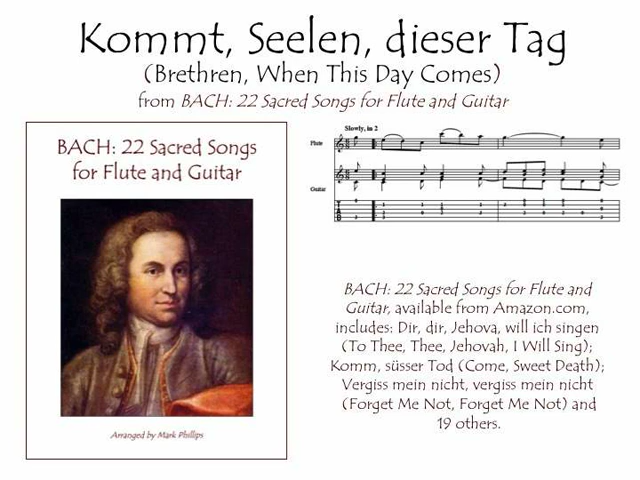 Kommt, Seelen, dieser Tag
(Brethren, When This Day Comes)
from BACH: 22 Sacred Songs for Flute and Guitar
BACH: 22 Sacred Songs
for Flute and Guitar
Arranged by Mark Phillips
Slowly, in 2
Flute
Guitar
BACH: 22 Sacred Songs for Flute and
Guitar, available from Amazon.com,
includes: Dir, dir, Jehova, will ich singen
(To Thee, Thee, Jehovah, I Will Sing);
Komm, süsser Tod (Come, Sweet Death);
Vergiss mein nicht, vergiss mein nicht
(Forget Me Not, Forget Me Not) and
19 others.